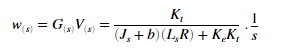 w₍ₛ₎ = G₍ₛ₎V₍ₛ₎ = Kₜ / ((Jₛ + b)(LₛR) + KₑKₜ) · 1/s